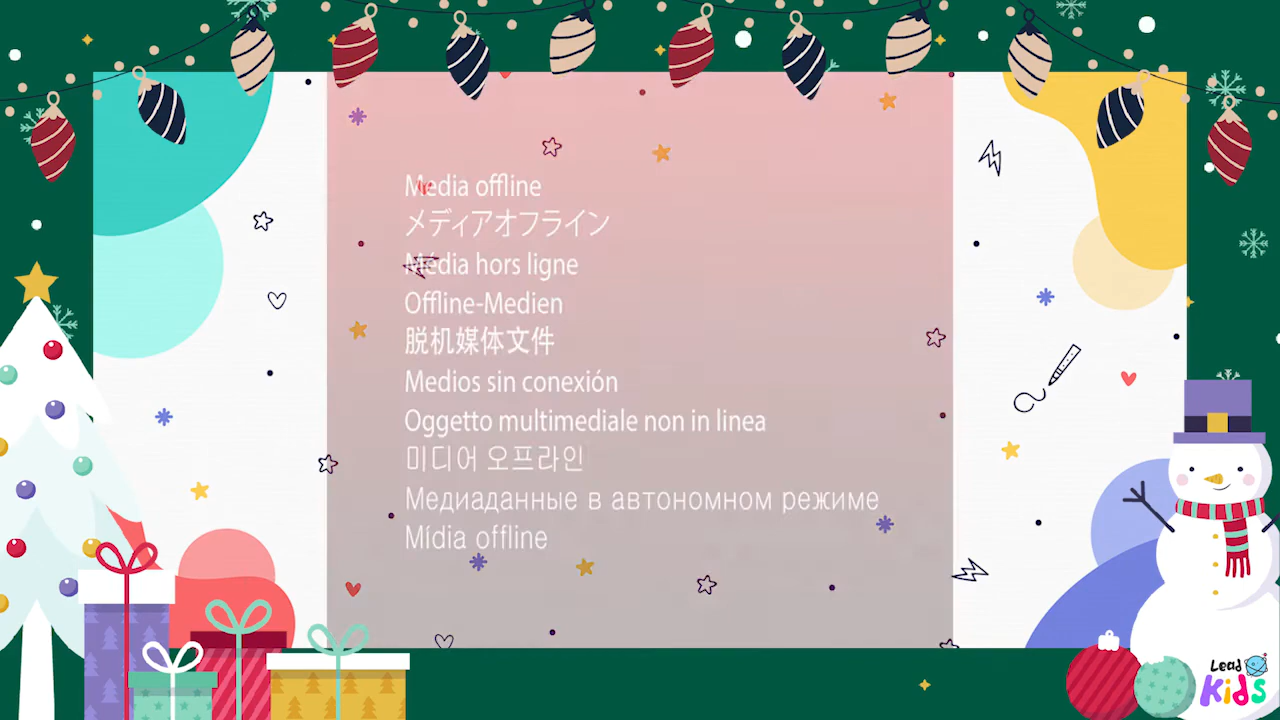 Media offline
メディアオフライン
Média hors ligne
Offline-Medien
脱机媒体文件
Medios sin conexión
Oggetto multimediale non in linea
미디어 오프라인
Медиаданные в автономном режиме
Mídia offline
Lead
Kids